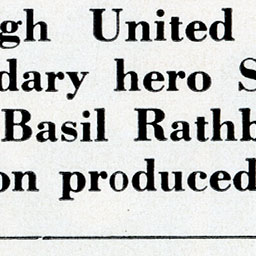 gh United
dary hero S
Basil Rathb
on produced